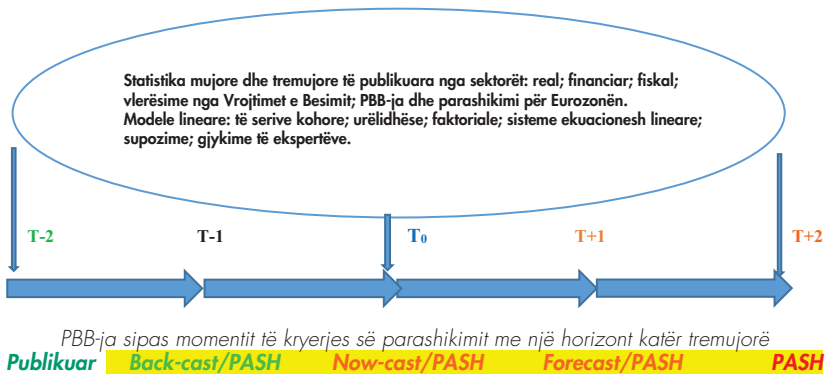 Statistika mujore dhe tremujore të publikuara nga sektorët: real; financiar; fiskal;
vlerësime nga Vrojtimet e Besimit; PBB-ja dhe parashikimi për Eurozonën.
Modele lineare: të serive kohore; urëlidhëse; faktoriale; sisteme ekuacionesh lineare;
supozime; gjykime të ekspertëve.
T-2 T-1 T0 T+1 T+2
PBB-ja sipas momentit të kryerjes së parashikimit me një horizont katër tremujorë
Publikuar Back-cast/PASH Now-cast/PASH Forecast/PASH PASH